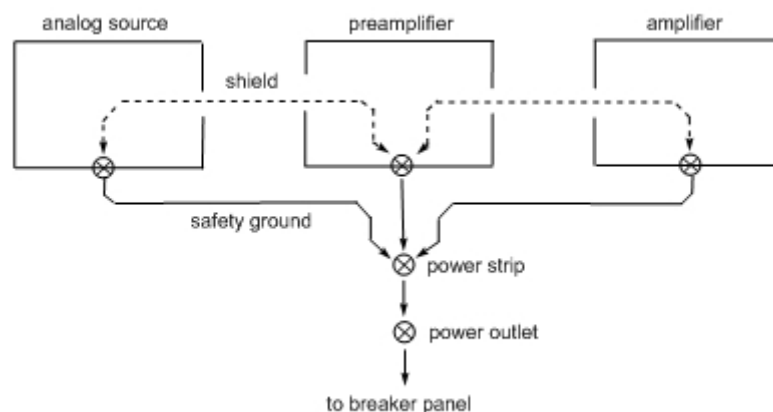 analog source
preamplifier
amplifier
shield
safety ground
power strip
power outlet
to breaker panel